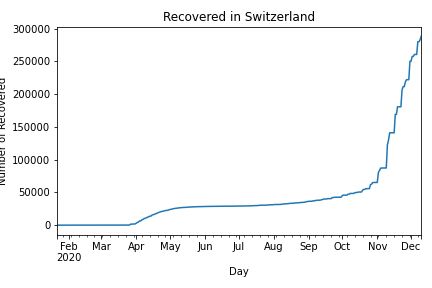 Recovered in Switzerland
Number of Recovered
300000
250000
200000
150000
100000
50000
0
Feb Mar Apr May Jun Jul Aug Sep Oct Nov Dec
2020
Day